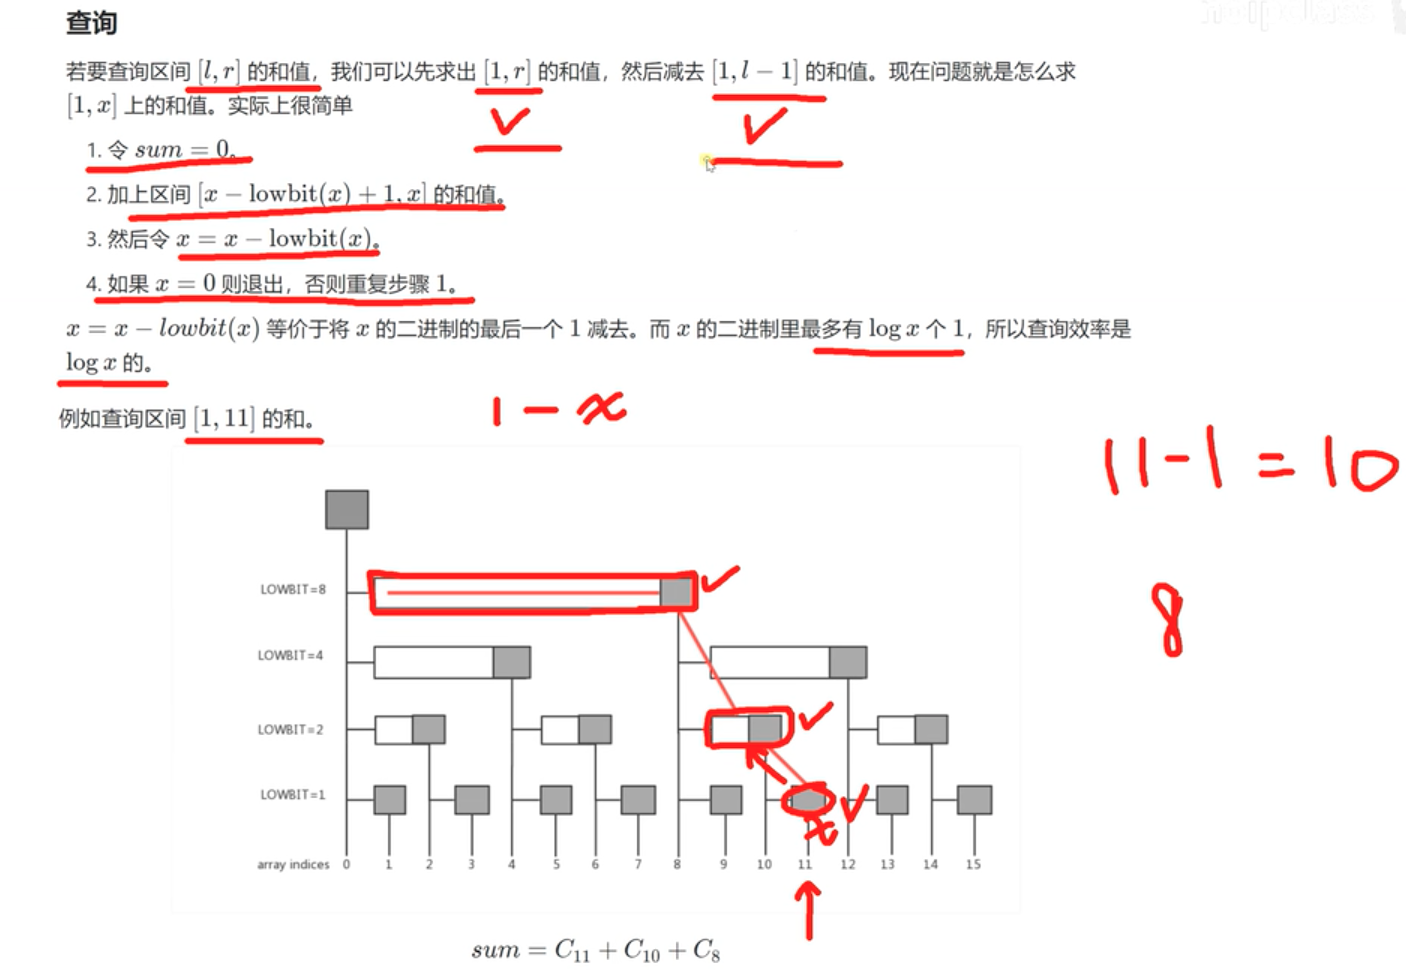 查询
若要查询区间 [l, r] 的和值，我们可以先求出 [1, r] 的和值，然后减去 [1, l − 1] 的和值。现在问题就是怎么求
[1, x] 上的和值。实际上很简单
1. 令 sum = 0。
2. 加上区间 [x − lowbit(x) + 1, x] 的和值。
3. 然后令 x = x − lowbit(x)。
4. 如果 x = 0 则退出，否则重复步骤 1。
x = x − lowbit(x) 等价于将 x 的二进制的最后一个 1 减去。而 x 的二进制里最多有 log x 个 1，所以查询效率是
log x 的。
例如查询区间 [1, 11] 的和。
1 − x
11 − 1 = 10
8
LOWBIT=8
LOWBIT=4
LOWBIT=2
LOWBIT=1
x
array indices 0 1 2 3 4 5 6 7 8 9 10 11 12 13 14 15
sum = C₁₁ + C₁₀ + C₈